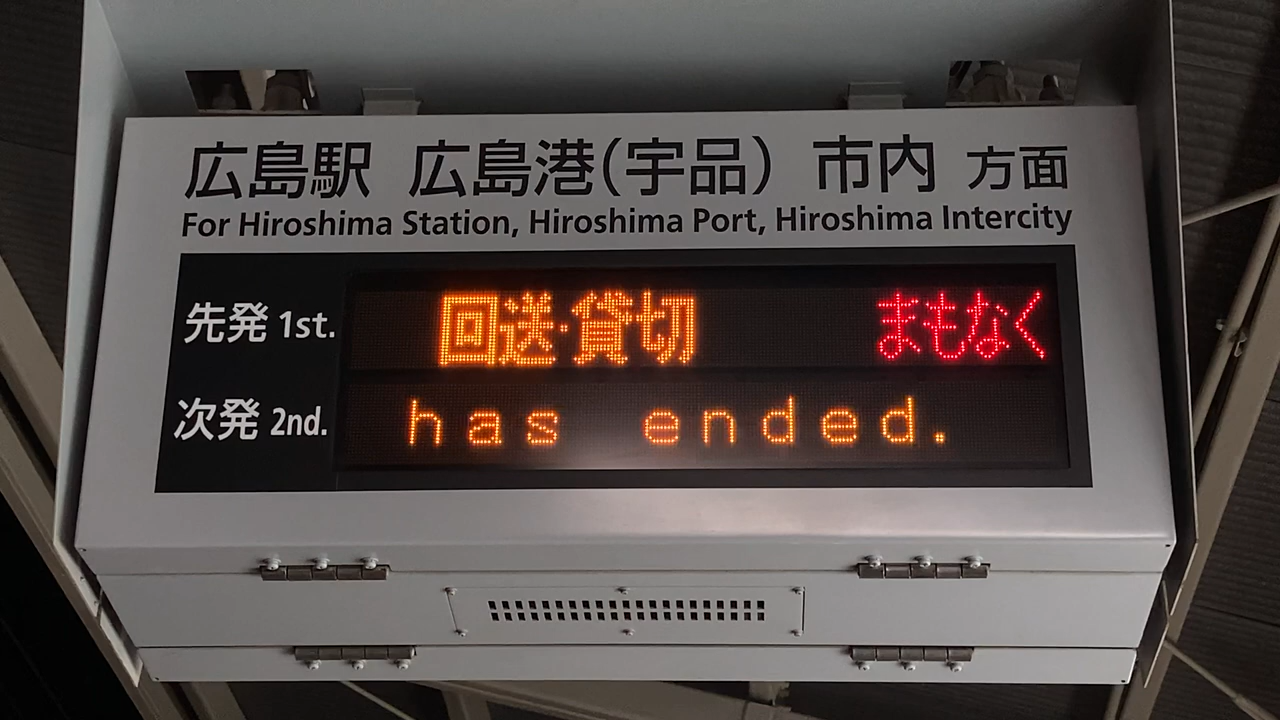 広島駅 広島港(宇品) 市内 方面
For Hiroshima Station, Hiroshima Port, Hiroshima Intercity
先発 1st. 回送・貸切 まもなく
次発 2nd. has ended.